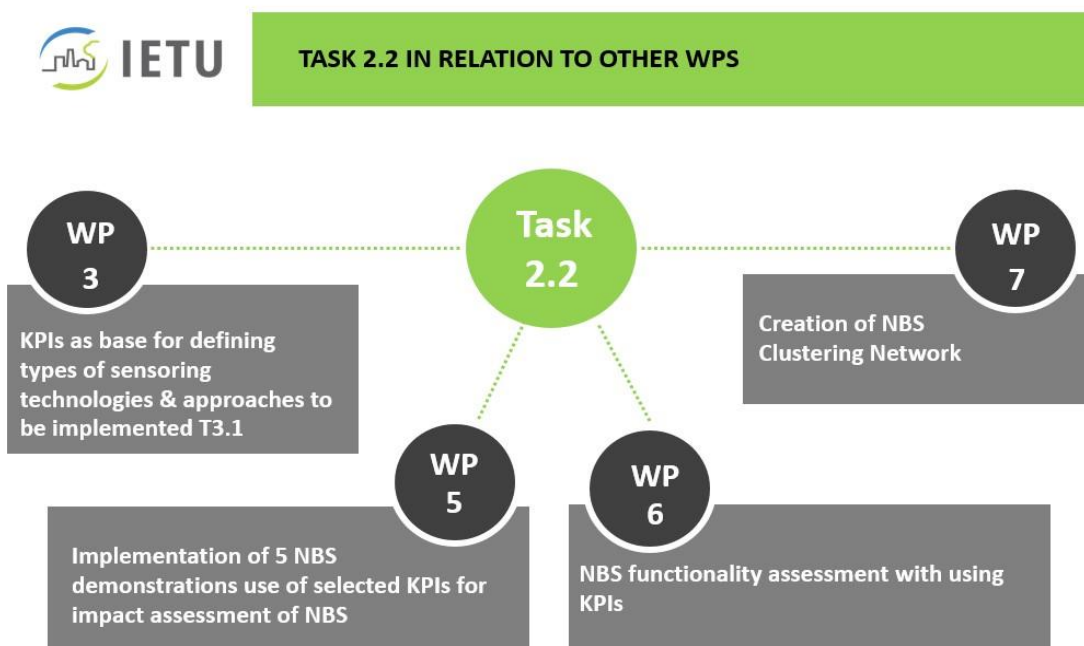 IETU
TASK 2.2 IN RELATION TO OTHER WPS
Task
2.2
WP
3
KPIs as base for defining
types of sensoring
technologies & approaches to
be implemented T3.1
WP
7
Creation of NBS
Clustering Network
WP
5
Implementation of 5 NBS
demonstrations use of selected KPIs for
impact assessment of NBS
WP
6
NBS functionality assessment with using
KPIs